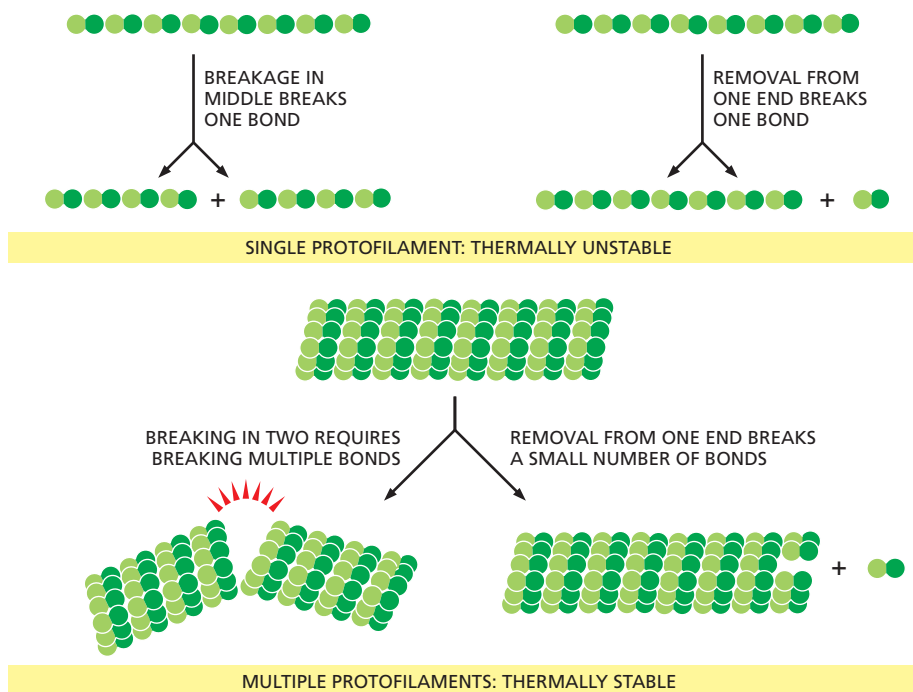 BREAKAGE IN
MIDDLE BREAKS
ONE BOND
REMOVAL FROM
ONE END BREAKS
ONE BOND
+
+
SINGLE PROTOFILAMENT: THERMALLY UNSTABLE
BREAKING IN TWO REQUIRES
BREAKING MULTIPLE BONDS
REMOVAL FROM ONE END BREAKS
A SMALL NUMBER OF BONDS
+
MULTIPLE PROTOFILAMENTS: THERMALLY STABLE